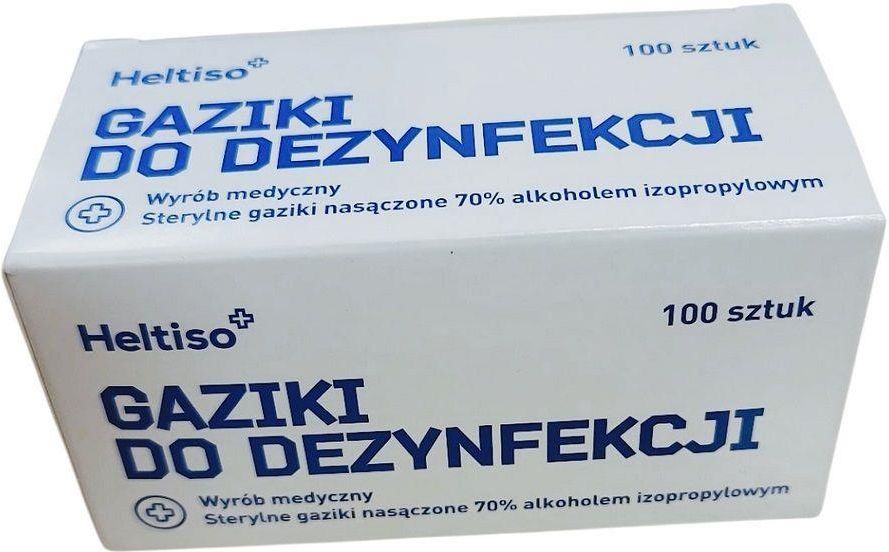 Heltiso
100 sztuk
GAZIKI
DO DEZYNFEKCJI
Wyrób medyczny
Sterylne gaziki nasączone 70% alkoholem izopropylowym
Heltiso
100 sztuk
GAZIKI
DO DEZYNFEKCJI
Wyrób medyczny
Sterylne gaziki nasączone 70% alkoholem izopropylowym